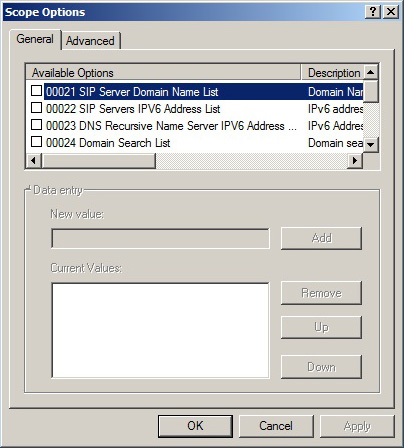 Scope Options
General Advanced
Available Options Description
00021 SIP Server Domain Name List Domain Nar
00022 SIP Servers IPV6 Address List IPv6 addres
00023 DNS Recursive Name Server IPV6 Address ... IPv6 Addres
00024 Domain Search List Domain sea
Data entry
New value:
Add
Current Values:
Remove
Up
Down
OK Cancel Apply